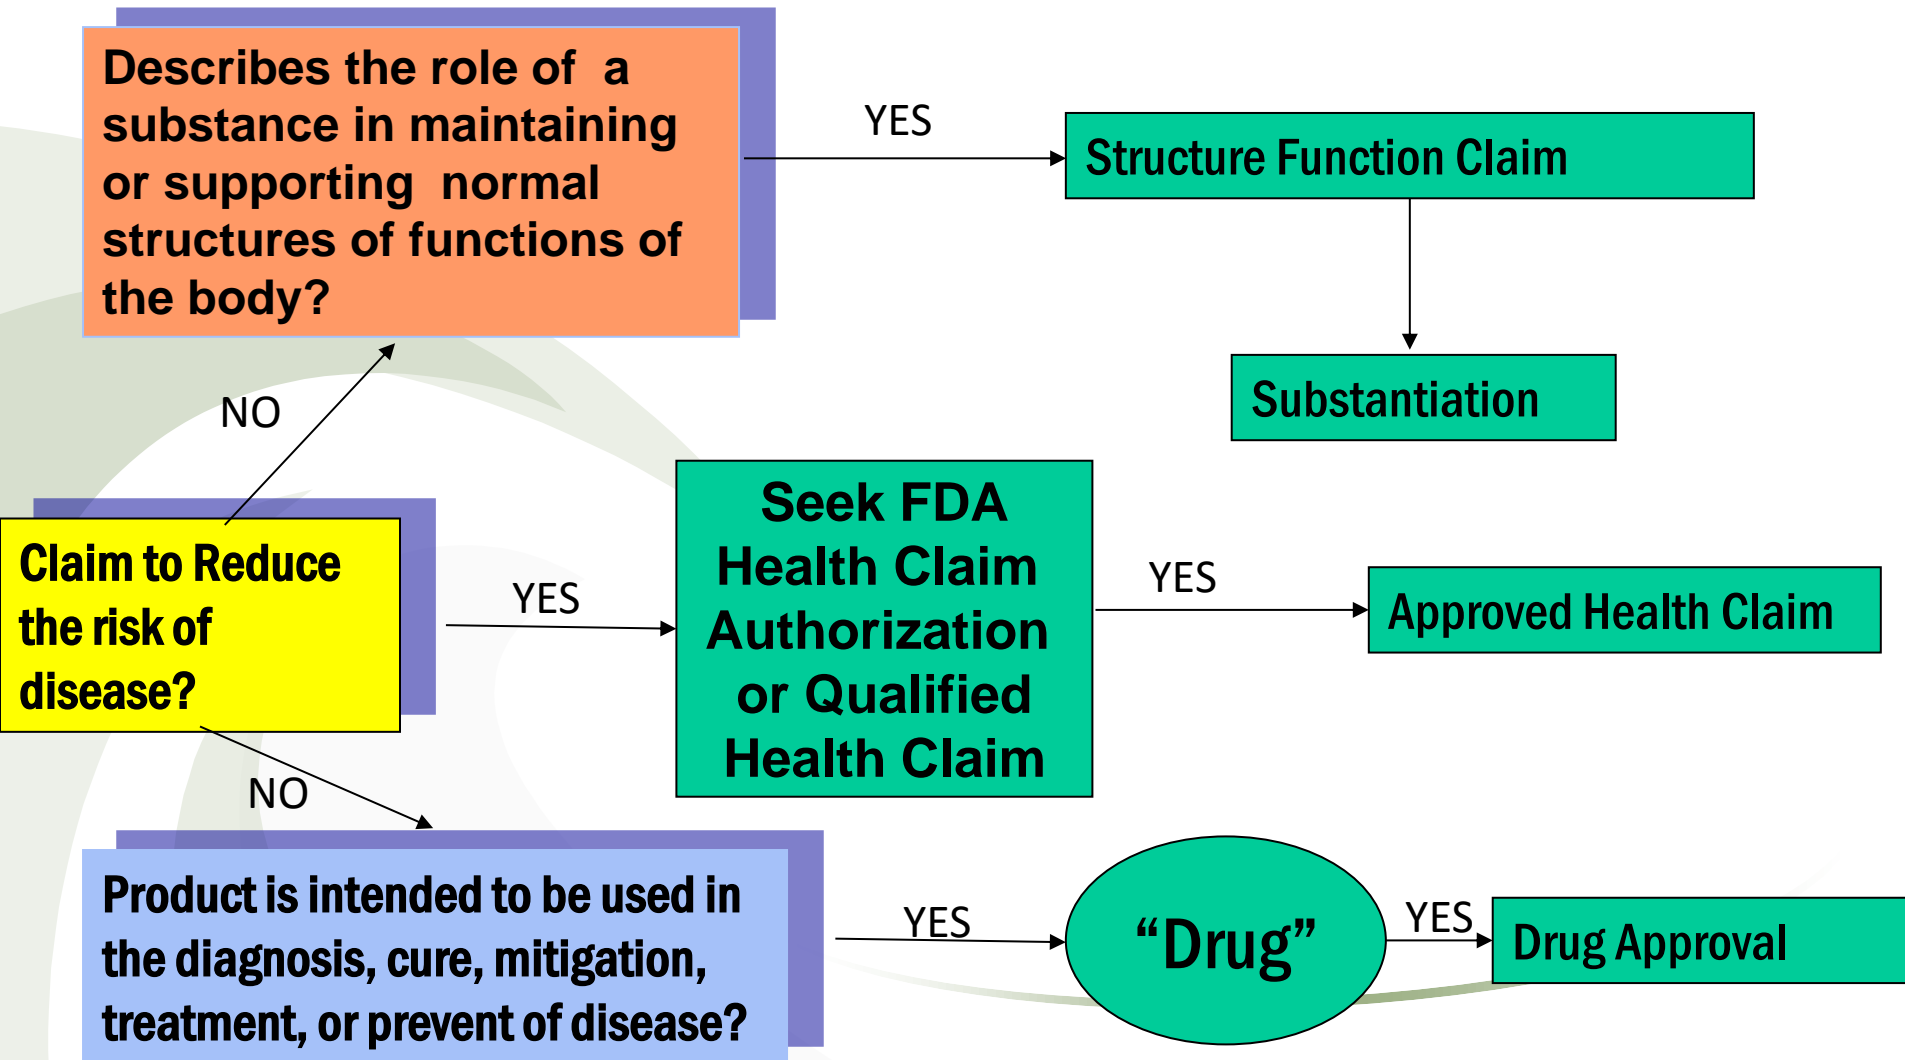 Describes the role of a
substance in maintaining
or supporting normal
structures of functions of
the body?
YES
Structure Function Claim
Substantiation
NO
Claim to Reduce
the risk of
disease?
YES
Seek FDA
Health Claim
Authorization
or Qualified
Health Claim
YES
Approved Health Claim
NO
Product is intended to be used in
the diagnosis, cure, mitigation,
treatment, or prevent of disease?
YES
“Drug”
YES
Drug Approval